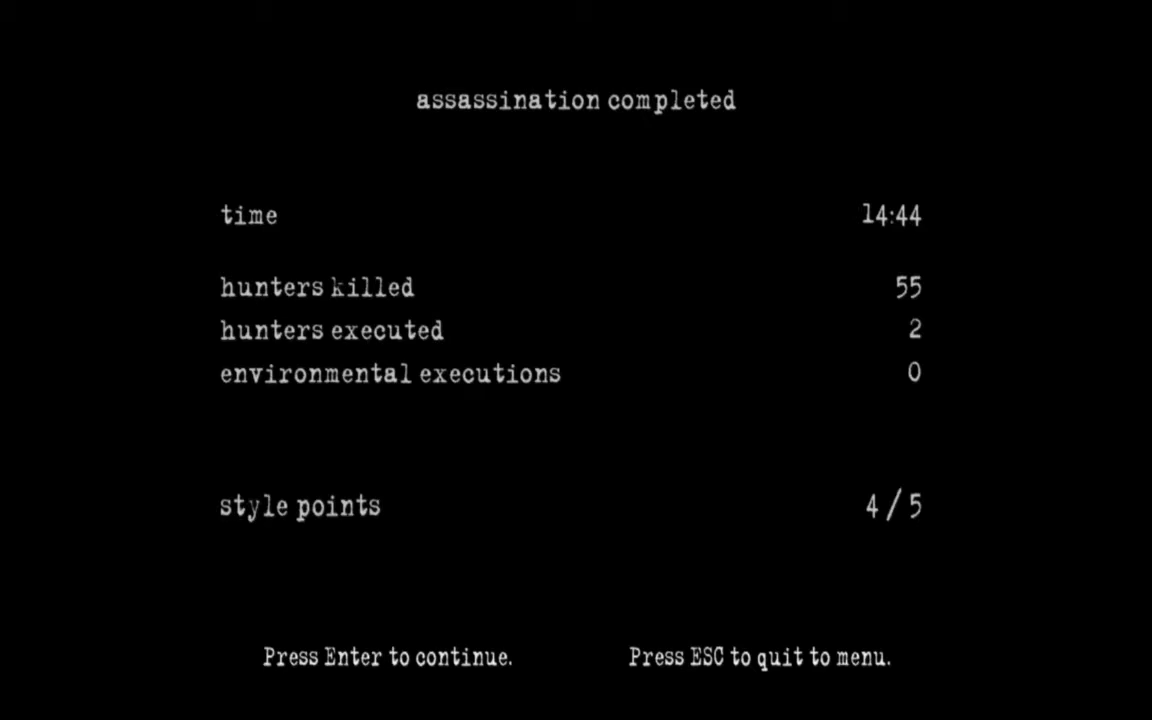 assassination completed
time 14:44
hunters killed 55
hunters executed 2
environmental executions 0
style points 4 / 5
Press Enter to continue. Press ESC to quit to menu.